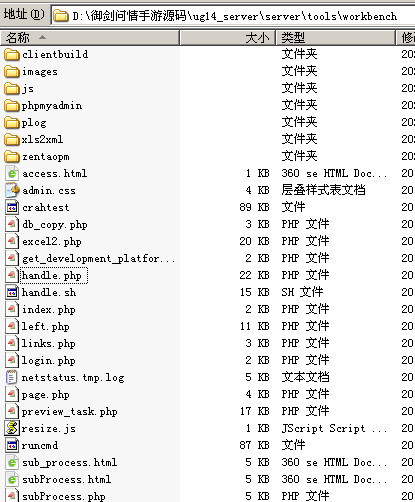 地址(D) D:\御剑问情手游源码\ug14_server\server\tools\workbench
名称 大小 类型 修改
clientbuild 文件夹 202
images 文件夹 202
js 文件夹 202
phpmyadmin 文件夹 202
plog 文件夹 202
xls2xml 文件夹 202
zentaopm 文件夹 202
access.html 1 KB 360 se HTML Doc... 20
admin.css 4 KB 层叠样式表文档 20
crahtest 89 KB 文件 20
db_copy.php 3 KB PHP 文件 20
excel2.php 20 KB PHP 文件 20
get_development_platfor... 2 KB PHP 文件 20
handle.php 22 KB PHP 文件 20
handle.sh 15 KB SH 文件 20
index.php 2 KB PHP 文件 20
left.php 11 KB PHP 文件 20
links.php 3 KB PHP 文件 20
login.php 2 KB PHP 文件 20
netstatus.tmp.log 5 KB 文本文档 20
page.php 4 KB PHP 文件 20
preview_task.php 17 KB PHP 文件 20
resize.js 1 KB JScript Script ... 20
runcmd 87 KB 文件 20
sub_process.html 5 KB 360 se HTML Doc... 20
subProcess.html 5 KB 360 se HTML Doc... 20
subProcess.php 5 KB PHP 文件 20